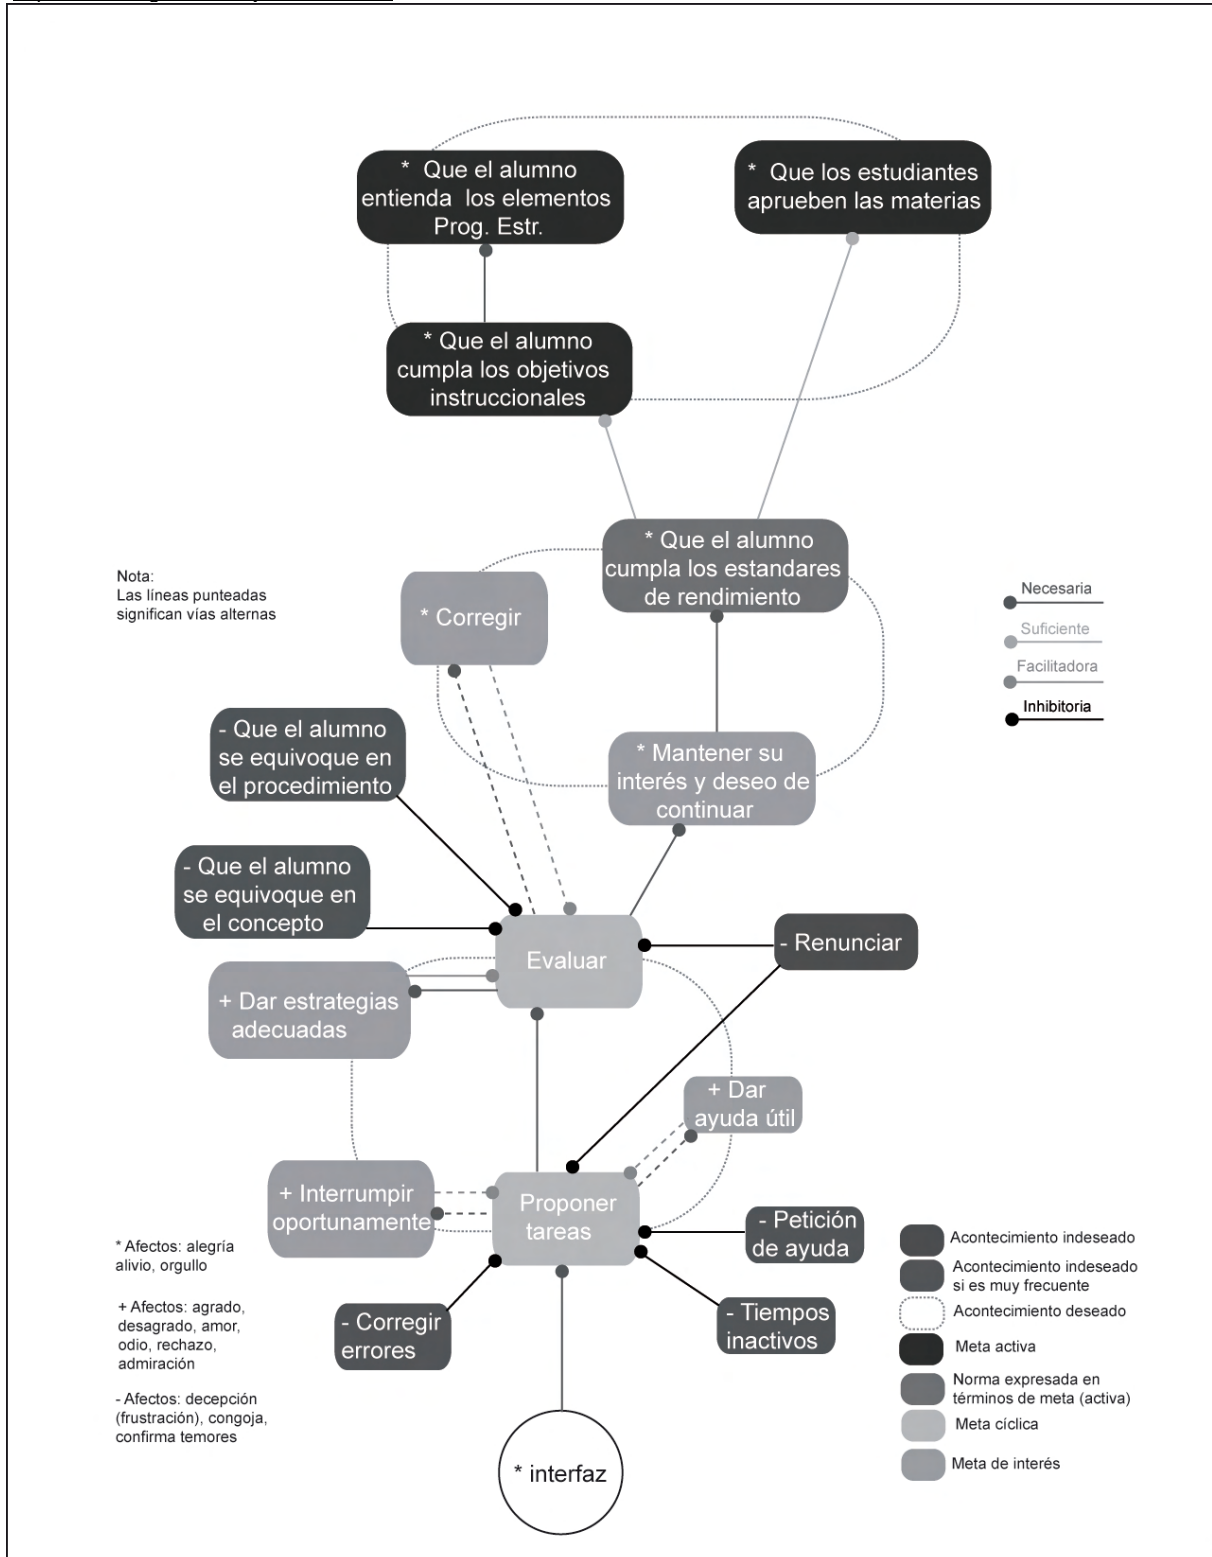 * Que el alumno
entienda los elementos
Prog. Estr.
* Que los estudiantes
aprueben las materias
* Que el alumno
cumpla los objetivos
instruccionales
* Que el alumno
cumpla los estandares
de rendimiento
Nota:
Las líneas punteadas
significan vías alternas
* Corregir
Necesaria
Suficiente
Facilitadora
Inhibitoria
- Que el alumno
se equivoque en
el procedimiento
* Mantener su
interés y deseo de
continuar
- Que el alumno
se equivoque en
el concepto
Evaluar
- Renunciar
+ Dar estrategias
adecuadas
+ Dar
ayuda útil
+ Interrumpir
oportunamente
Proponer
tareas
- Petición
de ayuda
- Corregir
errores
- Tiempos
inactivos
* interfaz
* Afectos: alegría
alivio, orgullo
+ Afectos: agrado,
desagrado, amor,
odio, rechazo,
admiración
- Afectos: decepción
(frustración), congoja,
confirma temores
Acontecimiento indeseado
Acontecimiento indeseado
si es muy frecuente
Acontecimiento deseado
Meta activa
Norma expresada en
términos de meta (activa)
Meta cíclica
Meta de interés